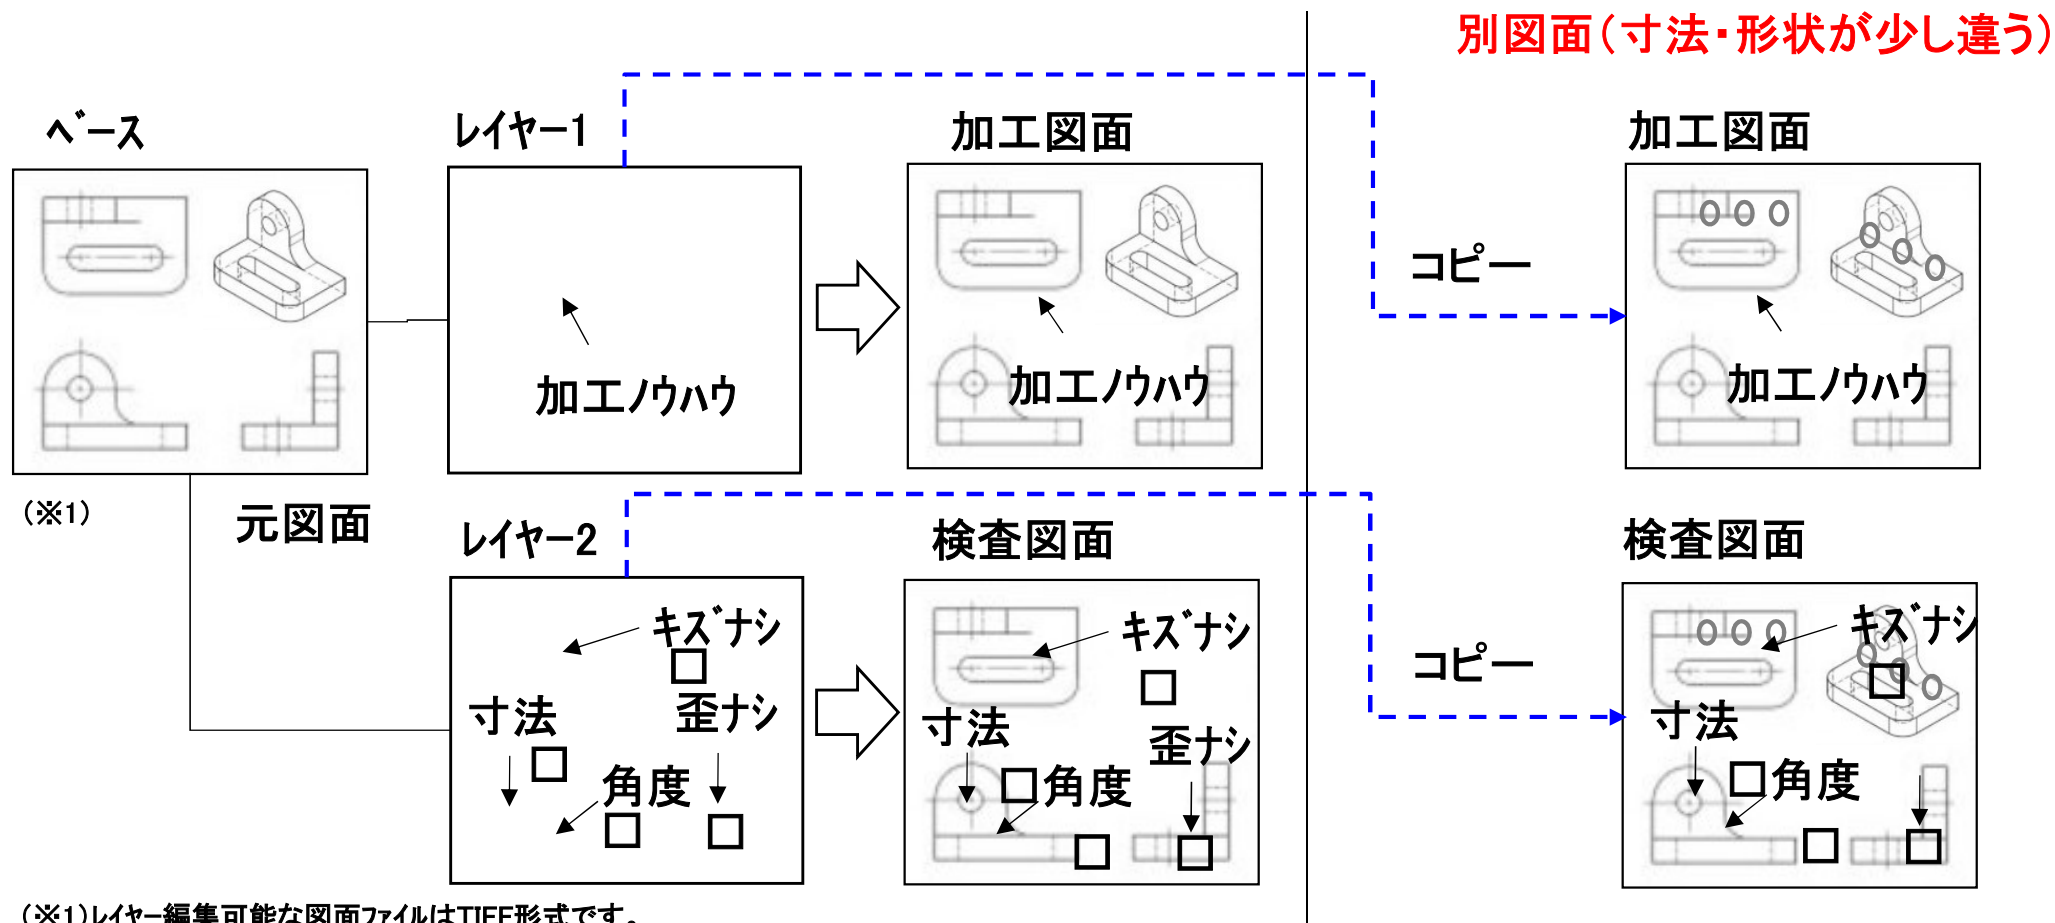 別図面（寸法・形状が少し違う）
ﾍﾞｰｽ
ﾚｲﾔｰ1
加工図面
加工図面
コピー
加工ﾉｳﾊｳ
加工ﾉｳﾊｳ
加工ﾉｳﾊｳ
（※1）
元図面
ﾚｲﾔｰ2
検査図面
検査図面
ｷｽﾞﾅｼ
寸法
歪ﾅｼ
角度
ｷｽﾞﾅｼ
寸法
歪ﾅｼ
角度
コピー
ｷｽﾞﾅｼ
寸法
角度
（※1）ﾚｲﾔｰ編集可能な図面ﾌｧｲﾙはTIFF形式です。